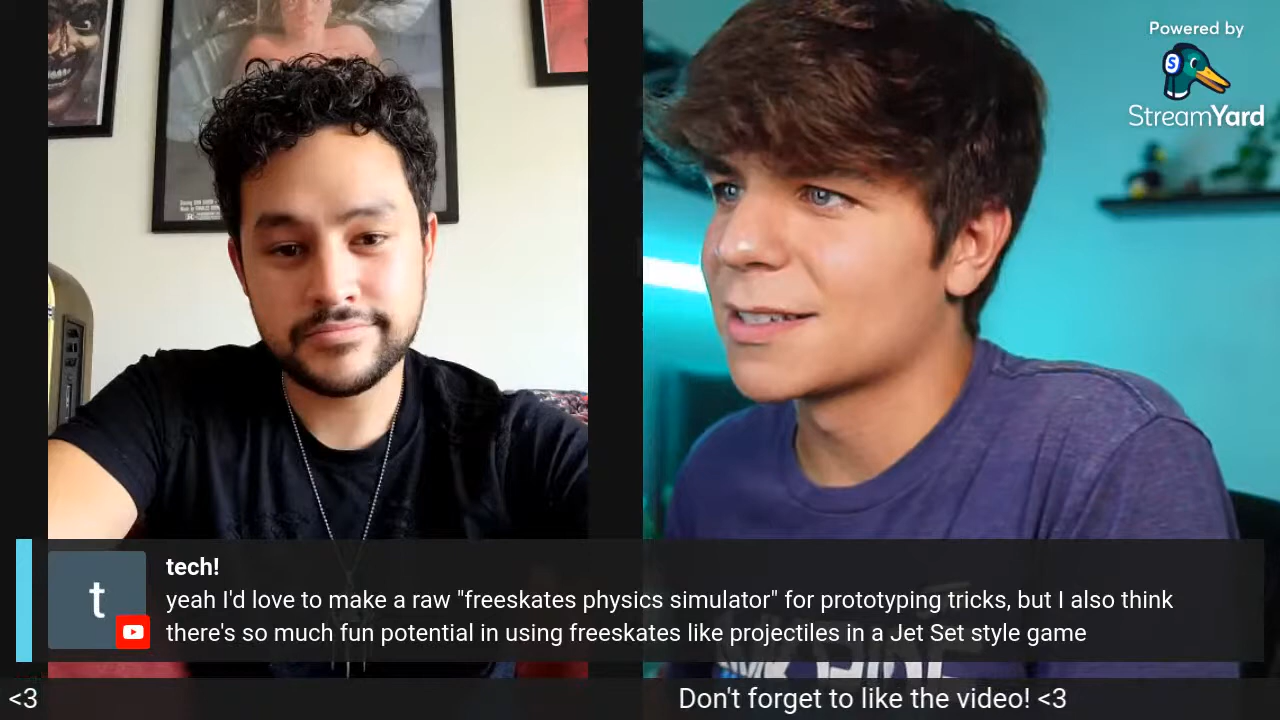 Powered by
StreamYard
tech!
yeah I'd love to make a raw "freeskates physics simulator" for prototyping tricks, but I also think
there's so much fun potential in using freeskates like projectiles in a Jet Set style game
t
<3
Don't forget to like the video! <3
R
S